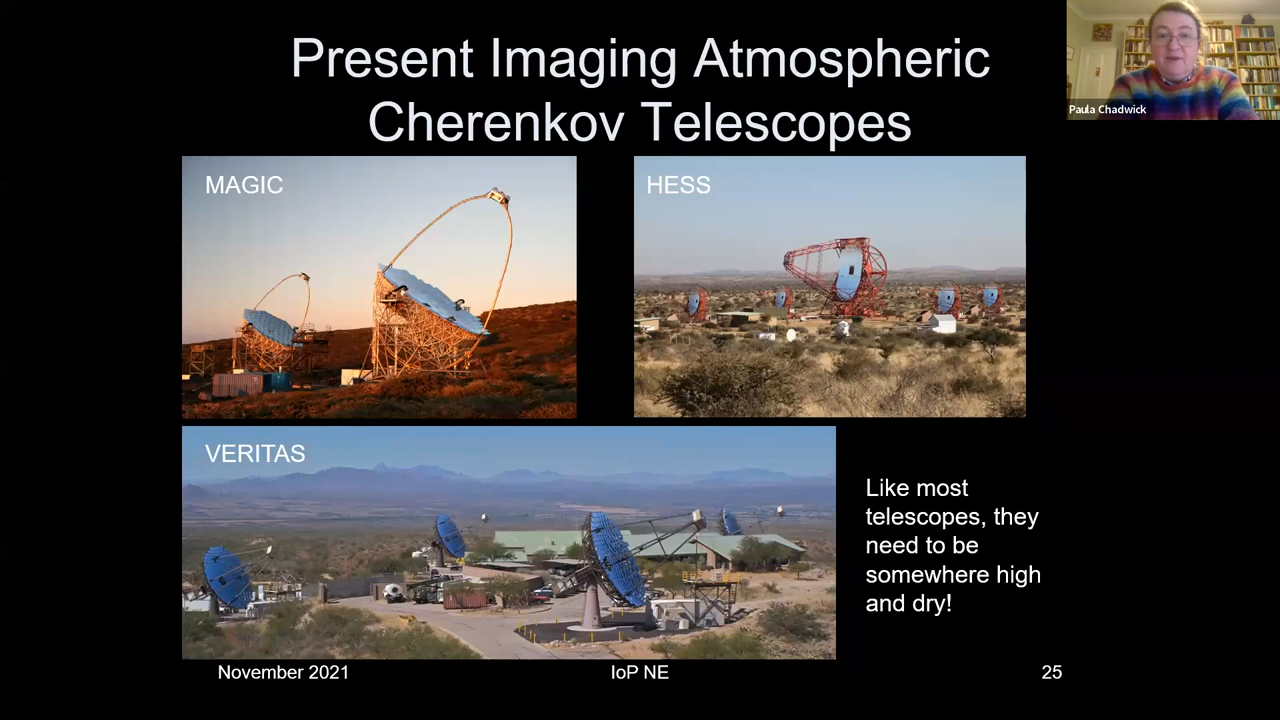 Present Imaging Atmospheric
Cherenkov Telescopes
Paula Chadwick
MAGIC
HESS
VERITAS
Like most
telescopes, they
need to be
somewhere high
and dry!
November 2021
IoP NE
25